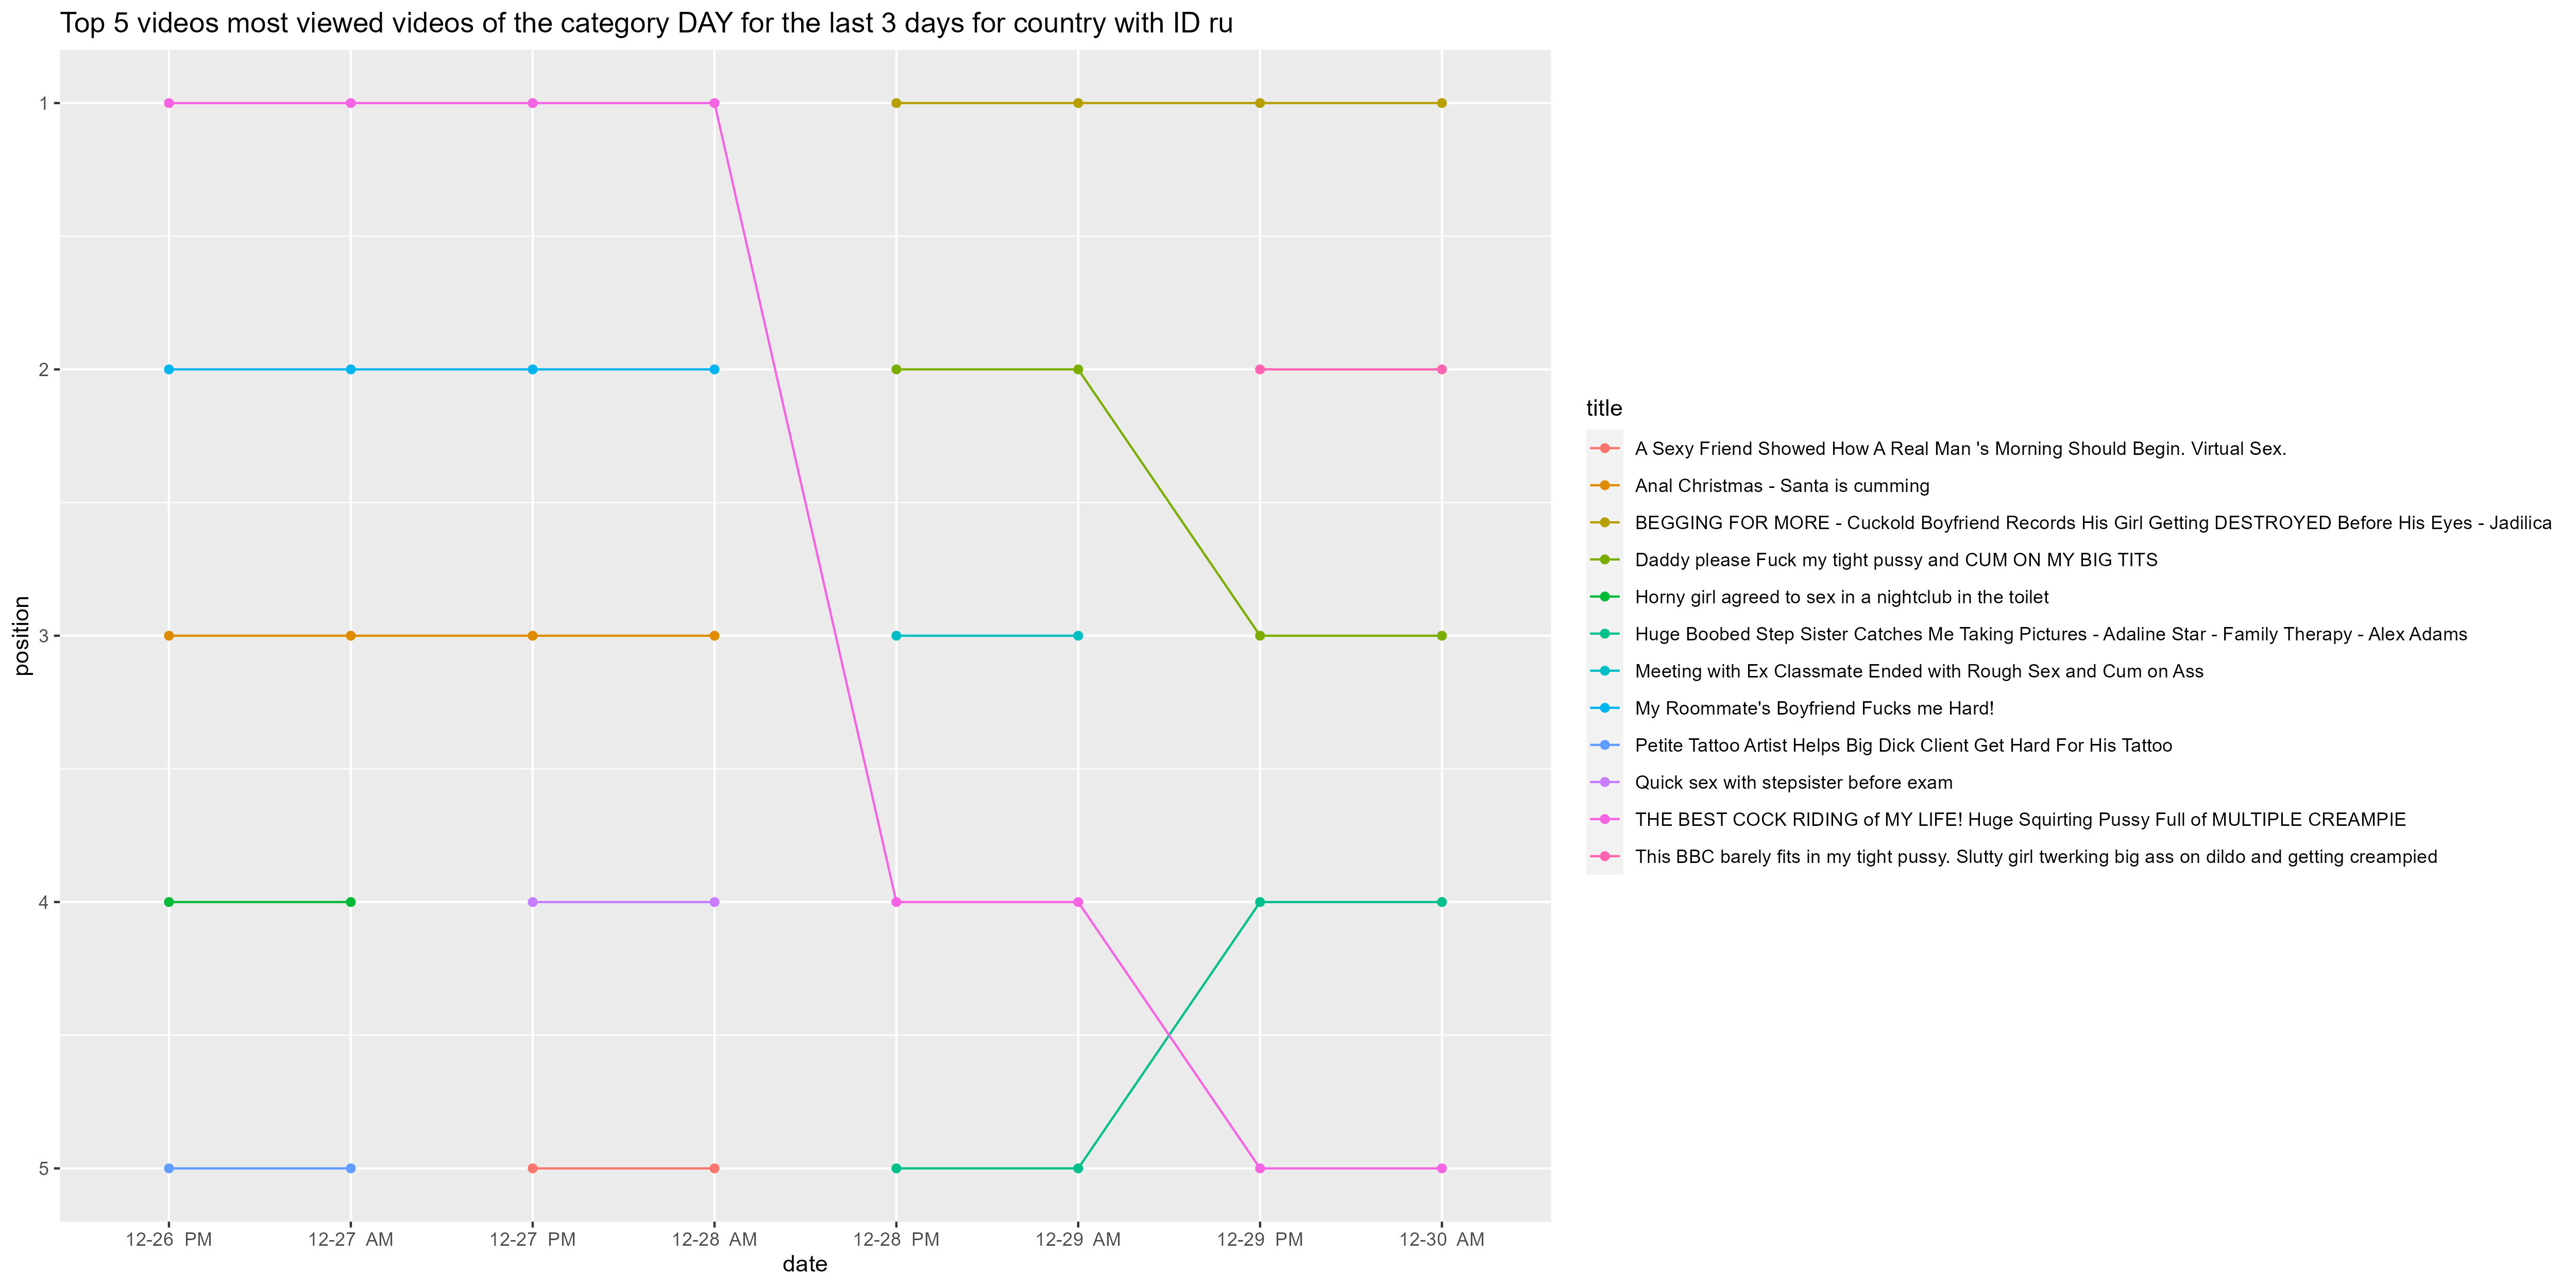 Top 5 videos most viewed videos of the category DAY for the last 3 days for country with ID ru
position
1
2
3
4
5
12-26 PM
12-27 AM
12-27 PM
12-28 AM
12-28 PM
12-29 AM
12-29 PM
12-30 AM
date
title
A Sexy Friend Showed How A Real Man 's Morning Should Begin. Virtual Sex.
Anal Christmas - Santa is cumming
BEGGING FOR MORE - Cuckold Boyfriend Records His Girl Getting DESTROYED Before His Eyes - Jadilica
Daddy please Fuck my tight pussy and CUM ON MY BIG TITS
Horny girl agreed to sex in a nightclub in the toilet
Huge Boobed Step Sister Catches Me Taking Pictures - Adaline Star - Family Therapy - Alex Adams
Meeting with Ex Classmate Ended with Rough Sex and Cum on Ass
My Roommate's Boyfriend Fucks me Hard!
Petite Tattoo Artist Helps Big Dick Client Get Hard For His Tattoo
Quick sex with stepsister before exam
THE BEST COCK RIDING of MY LIFE! Huge Squirting Pussy Full of MULTIPLE CREAMPIE
This BBC barely fits in my tight pussy. Slutty girl twerking big ass on dildo and getting creampied